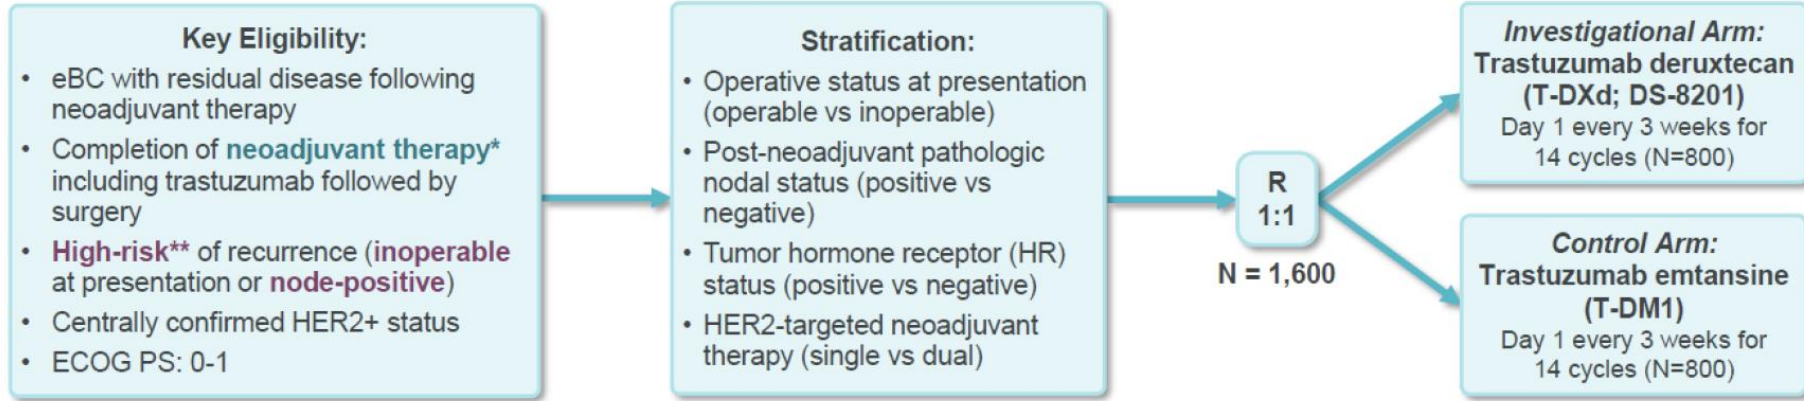 Key Eligibility:
• eBC with residual disease following
neoadjuvant therapy
• Completion of neoadjuvant therapy*
including trastuzumab followed by
surgery
• High-risk** of recurrence (inoperable
at presentation or node-positive)
• Centrally confirmed HER2+ status
• ECOG PS: 0-1
Stratification:
• Operative status at presentation
(operable vs inoperable)
• Post-neoadjuvant pathologic
nodal status (positive vs
negative)
• Tumor hormone receptor (HR)
status (positive vs negative)
• HER2-targeted neoadjuvant
therapy (single vs dual)
R
1:1
N = 1,600
Investigational Arm:
Trastuzumab deruxtecan
(T-DXd; DS-8201)
Day 1 every 3 weeks for
14 cycles (N=800)
Control Arm:
Trastuzumab emtansine
(T-DM1)
Day 1 every 3 weeks for
14 cycles (N=800)